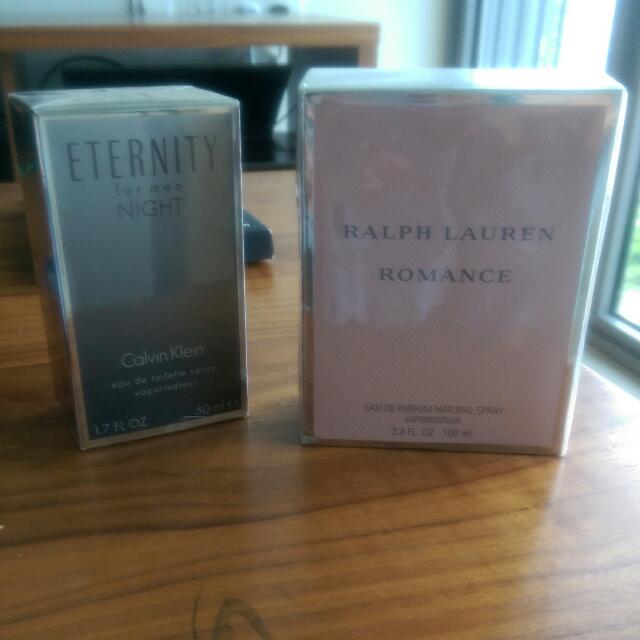 ETERNITY
for men
NIGHT
Calvin Klein
eau de toilette spray
vaporisateur
1.7 FL OZ 50 ml e
RALPH LAUREN
ROMANCE
EAU DE PARFUM NATURAL SPRAY
VAPORISATEUR
3.4 FL. OZ. 100 ml